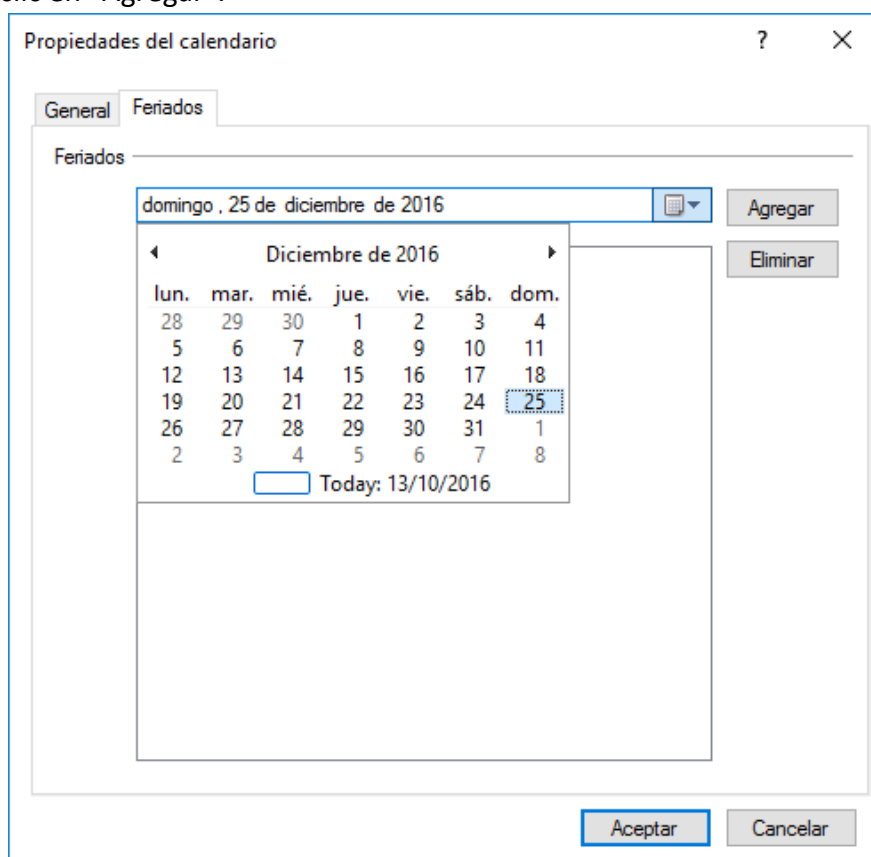 en "Agregar".
Propiedades del calendario ?
General Feriados
Feriados
domingo , 25 de diciembre de 2016 Agregar
Diciembre de 2016 Eliminar
lun. mar. mié. jue. vie. sáb. dom.
28 29 30 1 2 3 4
5 6 7 8 9 10 11
12 13 14 15 16 17 18
19 20 21 22 23 24 25
26 27 28 29 30 31 1
2 3 4 5 6 7 8
Today: 13/10/2016
Aceptar Cancelar